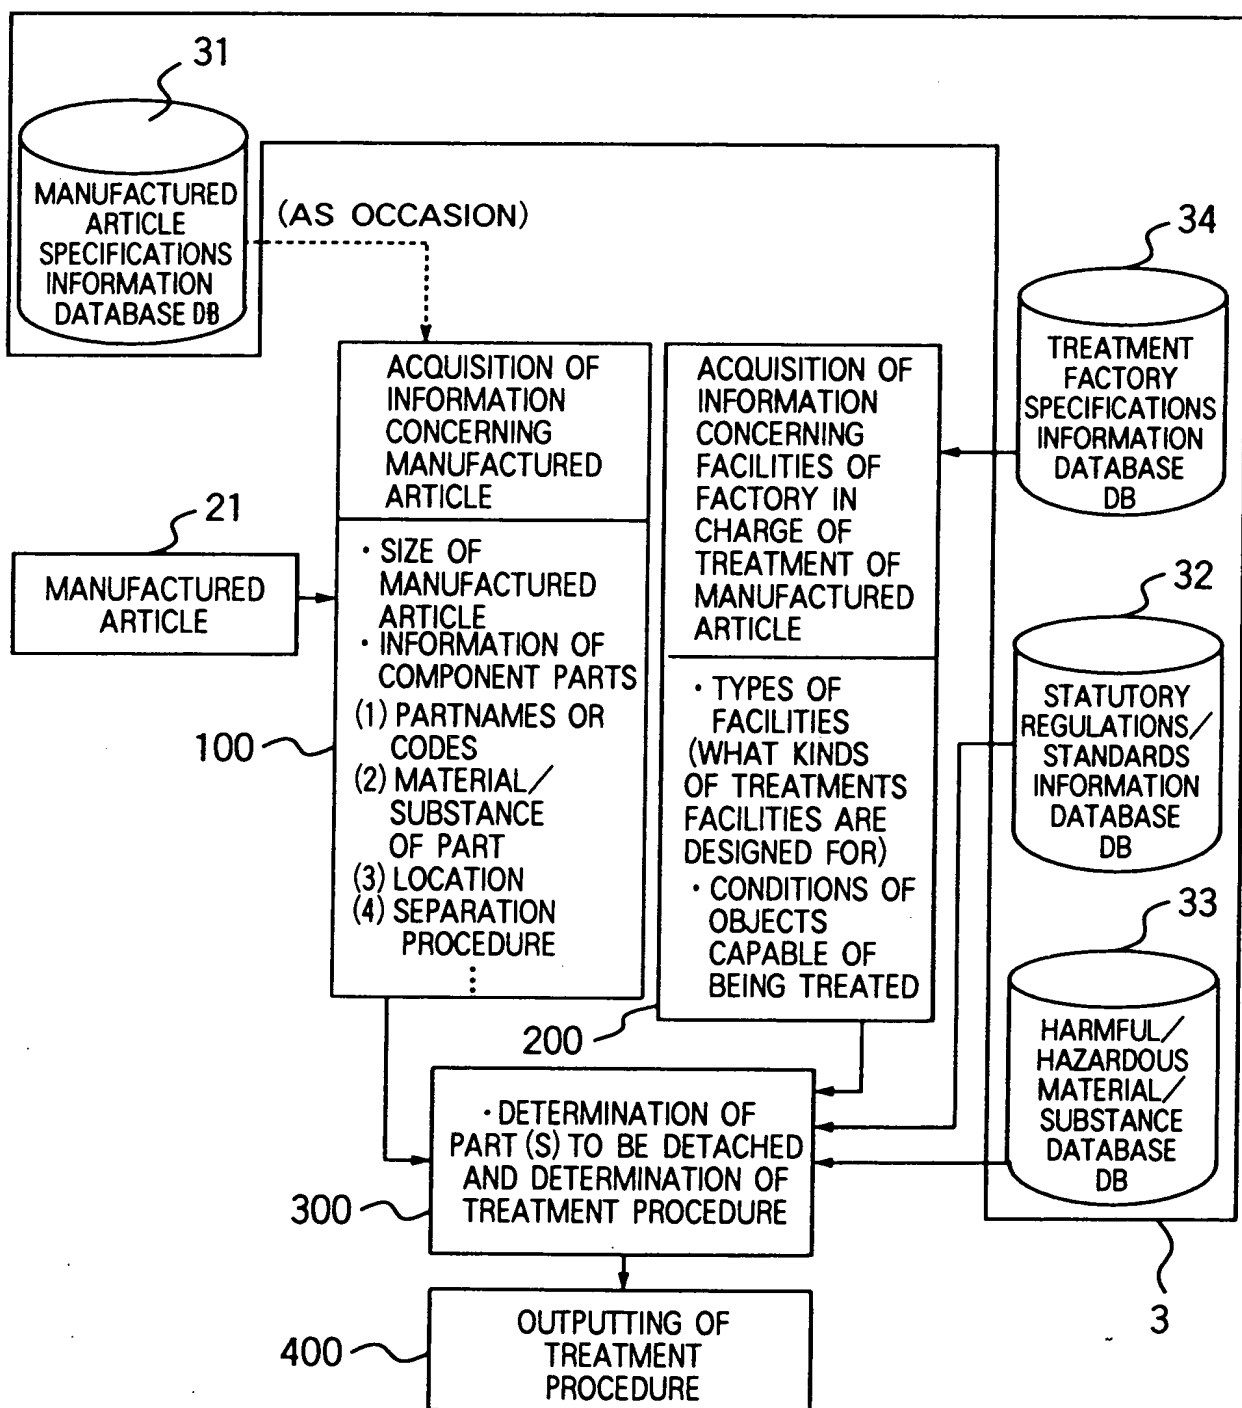 31
MANUFACTURED
ARTICLE
SPECIFICATIONS
INFORMATION
DATABASE DB
(AS OCCASION)
34
TREATMENT
FACTORY
SPECIFICATIONS
INFORMATION
DATABASE
DB
ACQUISITION OF
INFORMATION
CONCERNING
MANUFACTURED
ARTICLE
ACQUISITION OF
INFORMATION
CONCERNING
FACILITIES OF
FACTORY IN
CHARGE OF
TREATMENT OF
MANUFACTURED
ARTICLE
21
MANUFACTURED
ARTICLE
・SIZE OF
MANUFACTURED
ARTICLE
・INFORMATION OF
COMPONENT PARTS
(1) PARTNAMES OR
CODES
(2) MATERIAL/
SUBSTANCE
OF PART
(3) LOCATION
(4) SEPARATION
PROCEDURE
⋮
100
・TYPES OF
FACILITIES
(WHAT KINDS
OF TREATMENTS
FACILITIES ARE
DESIGNED FOR)
・CONDITIONS OF
OBJECTS
CAPABLE OF
BEING TREATED
200
32
STATUTORY
REGULATIONS/
STANDARDS
INFORMATION
DATABASE
DB
33
HARMFUL/
HAZARDOUS
MATERIAL/
SUBSTANCE
DATABASE
DB
・DETERMINATION OF
PART (S) TO BE DETACHED
AND DETERMINATION OF
TREATMENT PROCEDURE
300
3
OUTPUTTING OF
TREATMENT
PROCEDURE
400